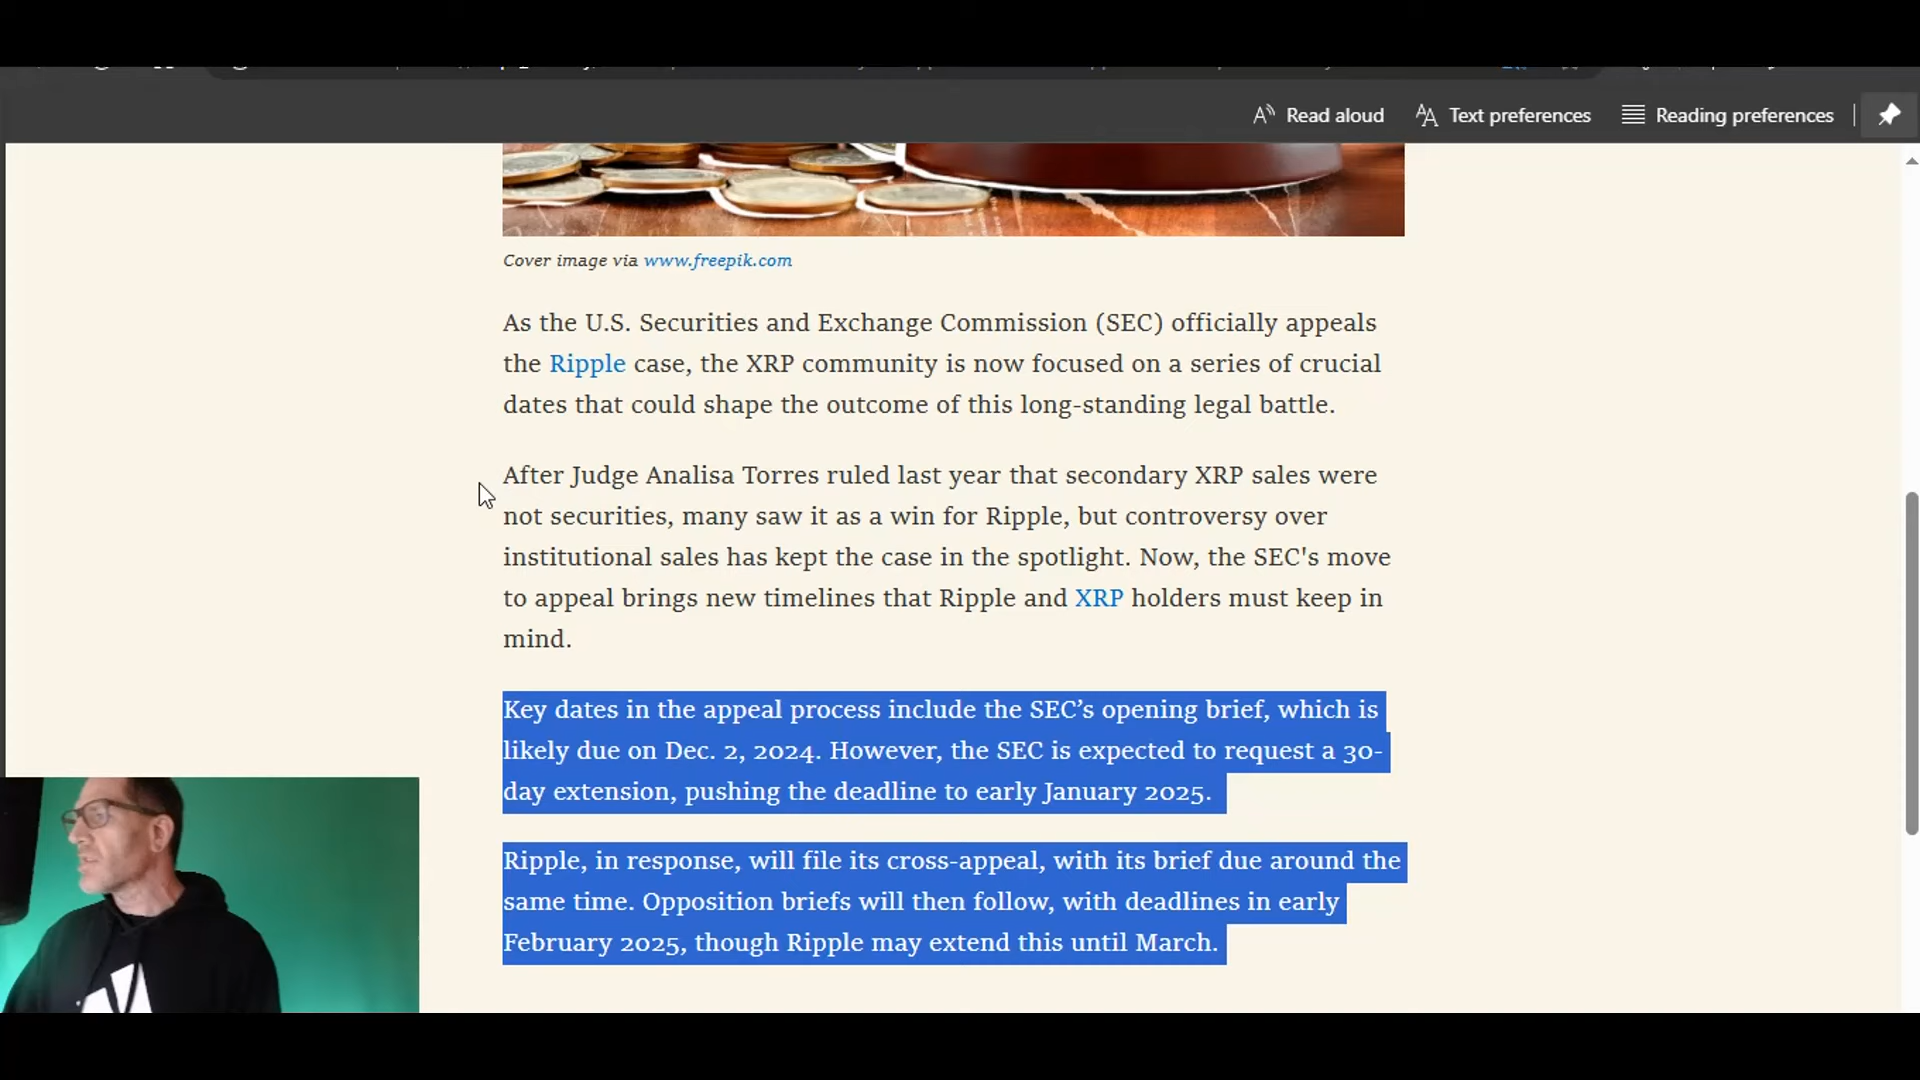 Read aloud
Text preferences
Reading preferences
Cover image via www.freepik.com
As the U.S. Securities and Exchange Commission (SEC) officially appeals
the Ripple case, the XRP community is now focused on a series of crucial
dates that could shape the outcome of this long-standing legal battle.
After Judge Analisa Torres ruled last year that secondary XRP sales were
not securities, many saw it as a win for Ripple, but controversy over
institutional sales has kept the case in the spotlight. Now, the SEC's move
to appeal brings new timelines that Ripple and XRP holders must keep in
mind.
Key dates in the appeal process include the SEC’s opening brief, which is
likely due on Dec. 2, 2024. However, the SEC is expected to request a 30-
day extension, pushing the deadline to early January 2025.
Ripple, in response, will file its cross-appeal, with its brief due around the
same time. Opposition briefs will then follow, with deadlines in early
February 2025, though Ripple may extend this until March.